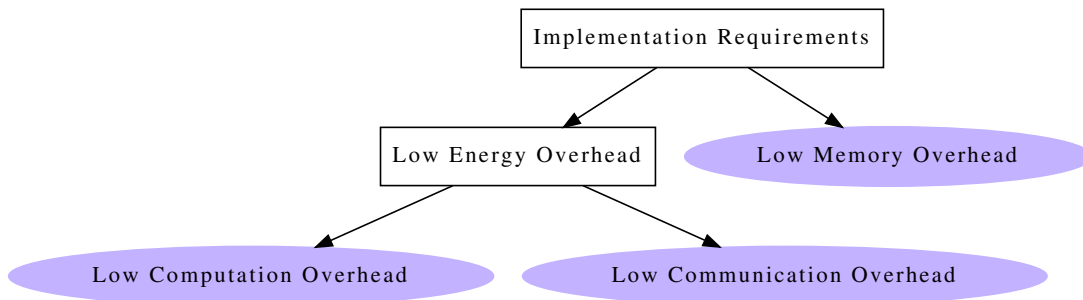 Implementation Requirements
Low Energy Overhead
Low Memory Overhead
Low Computation Overhead
Low Communication Overhead